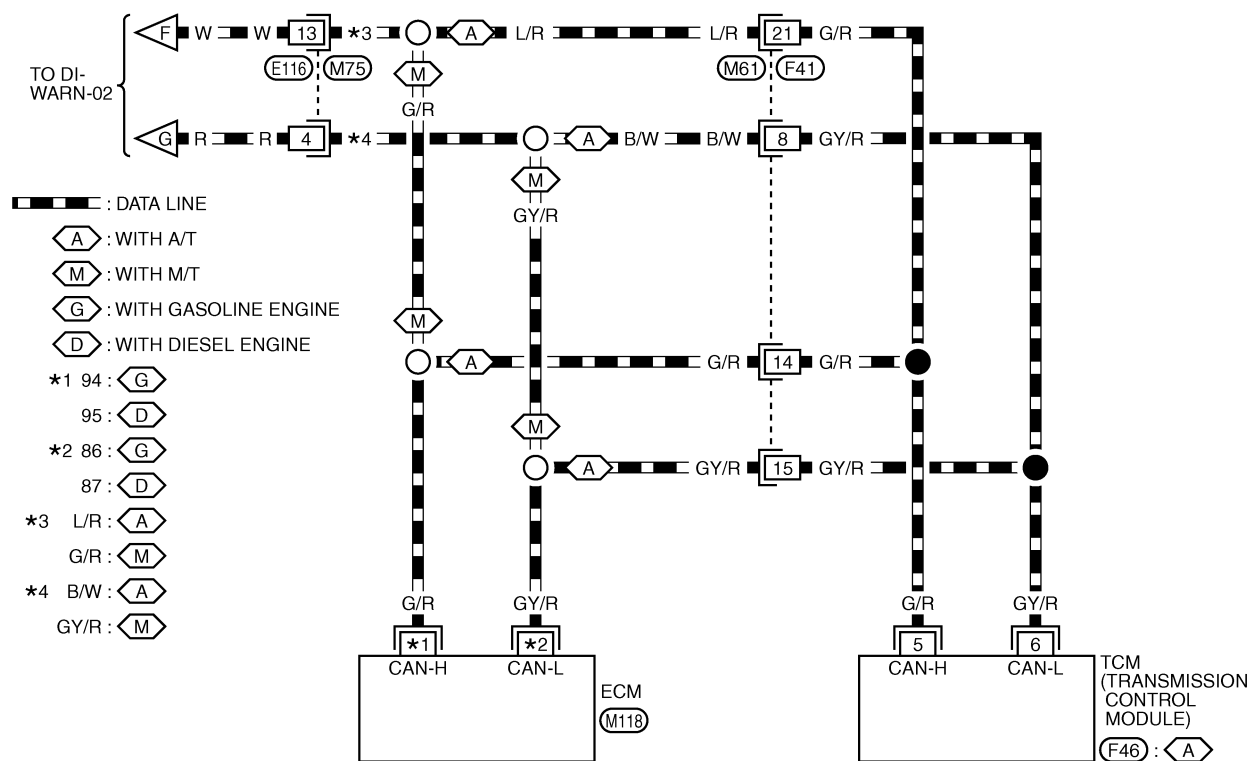 F W W 13 *3 A L/R L/R 21 G/R
E116 M75 M M61 F41
TO DI-
WARN-02
G/R
G R R 4 *4 A B/W B/W 8 GY/R
M
GY/R
: DATA LINE
A : WITH A/T
M : WITH M/T
G : WITH GASOLINE ENGINE
M
D : WITH DIESEL ENGINE
A G/R 14 G/R
*1 94 : G
95 : D
M
*2 86 : G
A GY/R 15 GY/R
87 : D
*3 L/R : A
G/R : M
*4 B/W : A
GY/R : M
G/R GY/R G/R GY/R
*1 *2 5 6
CAN-H CAN-L CAN-H CAN-L
ECM
M118
TCM
(TRANSMISSION
CONTROL
MODULE)
F46 : A